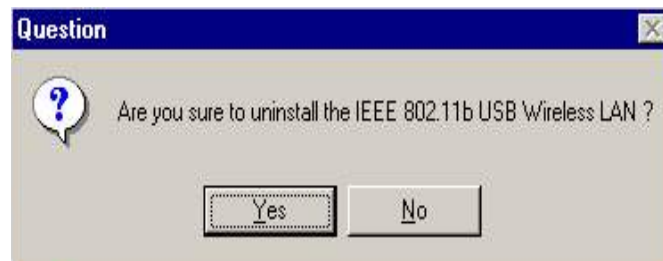 Question
Are you sure to uninstall the IEEE 802.11b USB Wireless LAN ?
Yes
No